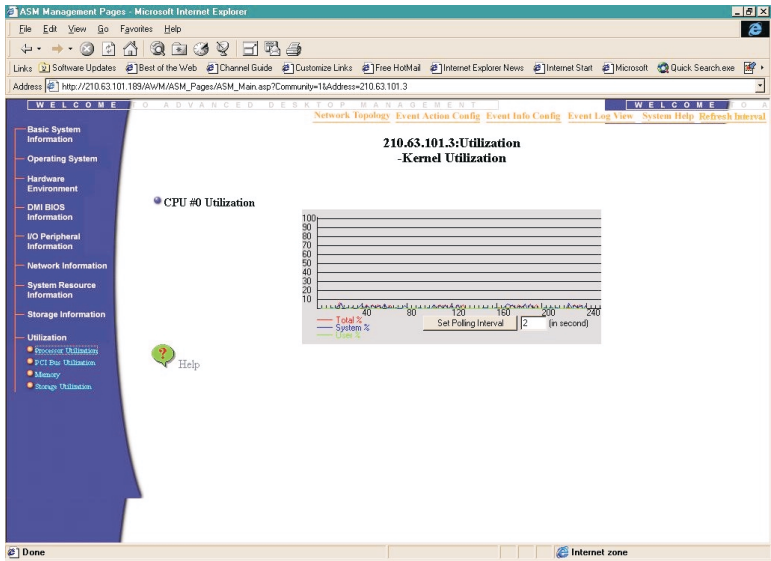 ASM Management Pages - Microsoft Internet Explorer
File Edit View Go Favorites Help
Links Software Updates Best of the Web Channel Guide Customize Links Free HotMail Internet Explorer News Internet Start Microsoft Quick Search.exe
Address http://210.63.101.189/AWM/ASM_Pages/ASM_Main.asp?Community=1&Address=210.63.101.3
WELCOME TO ADVANCED DESKTOP MANAGEMENT WELCOME TO A
Network Topology Event Action Config Event Info Config Event Log View System Help Refresh Interval
Basic System
Information
Operating System
Hardware
Environment
DMI BIOS
Information
I/O Peripheral
Information
Network Information
System Resource
Information
Storage Information
Utilization
Processor Utilization
PCI Bus Utilization
Memory
Storage Utilization
210.63.101.3:Utilization
-Kernel Utilization
CPU #0 Utilization
100
90
80
70
60
50
40
30
20
10
40 80 120 160 200 240
Total %
System %
User %
Set Polling Interval 2 (in second)
Help
Done Internet zone